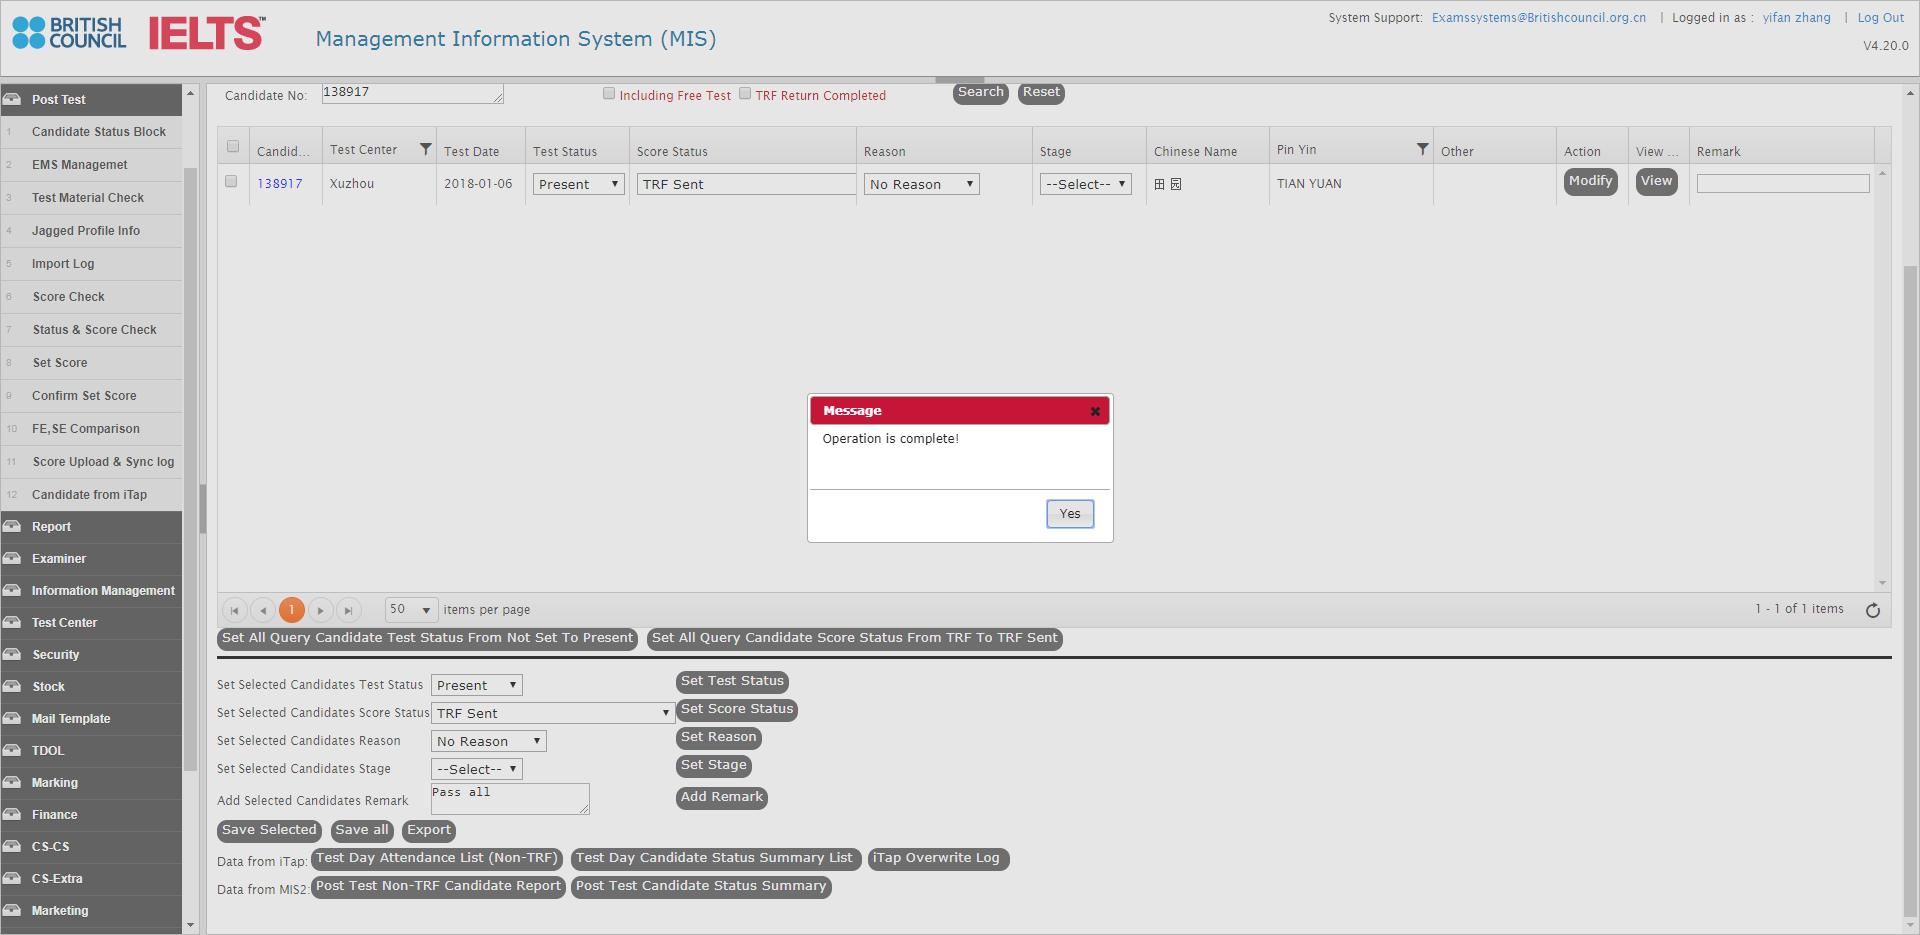 BRITISH COUNCIL IELTS™ Management Information System (MIS)
System Support: Examssystems@Britishcouncil.org.cn | Logged in as : yifan zhang | Log Out
V4.20.0
Post Test
1 Candidate Status Block
2 EMS Managemet
3 Test Material Check
4 Jagged Profile Info
5 Import Log
6 Score Check
7 Status & Score Check
8 Set Score
9 Confirm Set Score
10 FE,SE Comparison
11 Score Upload & Sync log
12 Candidate from iTap
Report
Examiner
Information Management
Test Center
Security
Stock
Mail Template
TDOL
Marking
Finance
CS-CS
CS-Extra
Marketing
Candidate No: 138917 Including Free Test TRF Return Completed Search Reset
Candid... Test Center Test Date Test Status Score Status Reason Stage Chinese Name Pin Yin Other Action View ... Remark
138917 Xuzhou 2018-01-06 Present TRF Sent No Reason --Select-- 田 园 TIAN YUAN Modify View
Message
Operation is complete!
Yes
1 50 items per page 1 - 1 of 1 items
Set All Query Candidate Test Status From Not Set To Present Set All Query Candidate Score Status From TRF To TRF Sent
Set Selected Candidates Test Status Present Set Test Status
Set Selected Candidates Score Status TRF Sent Set Score Status
Set Selected Candidates Reason No Reason Set Reason
Set Selected Candidates Stage --Select-- Set Stage
Add Selected Candidates Remark Pass all Add Remark
Save Selected Save all Export
Data from iTap: Test Day Attendance List (Non-TRF) Test Day Candidate Status Summary List iTap Overwrite Log
Data from MIS2: Post Test Non-TRF Candidate Report Post Test Candidate Status Summary